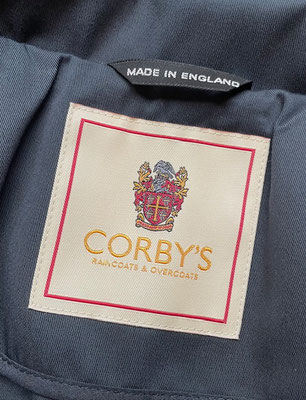 MADE IN ENGLAND
CORBY'S
RAINCOATS & OVERCOATS